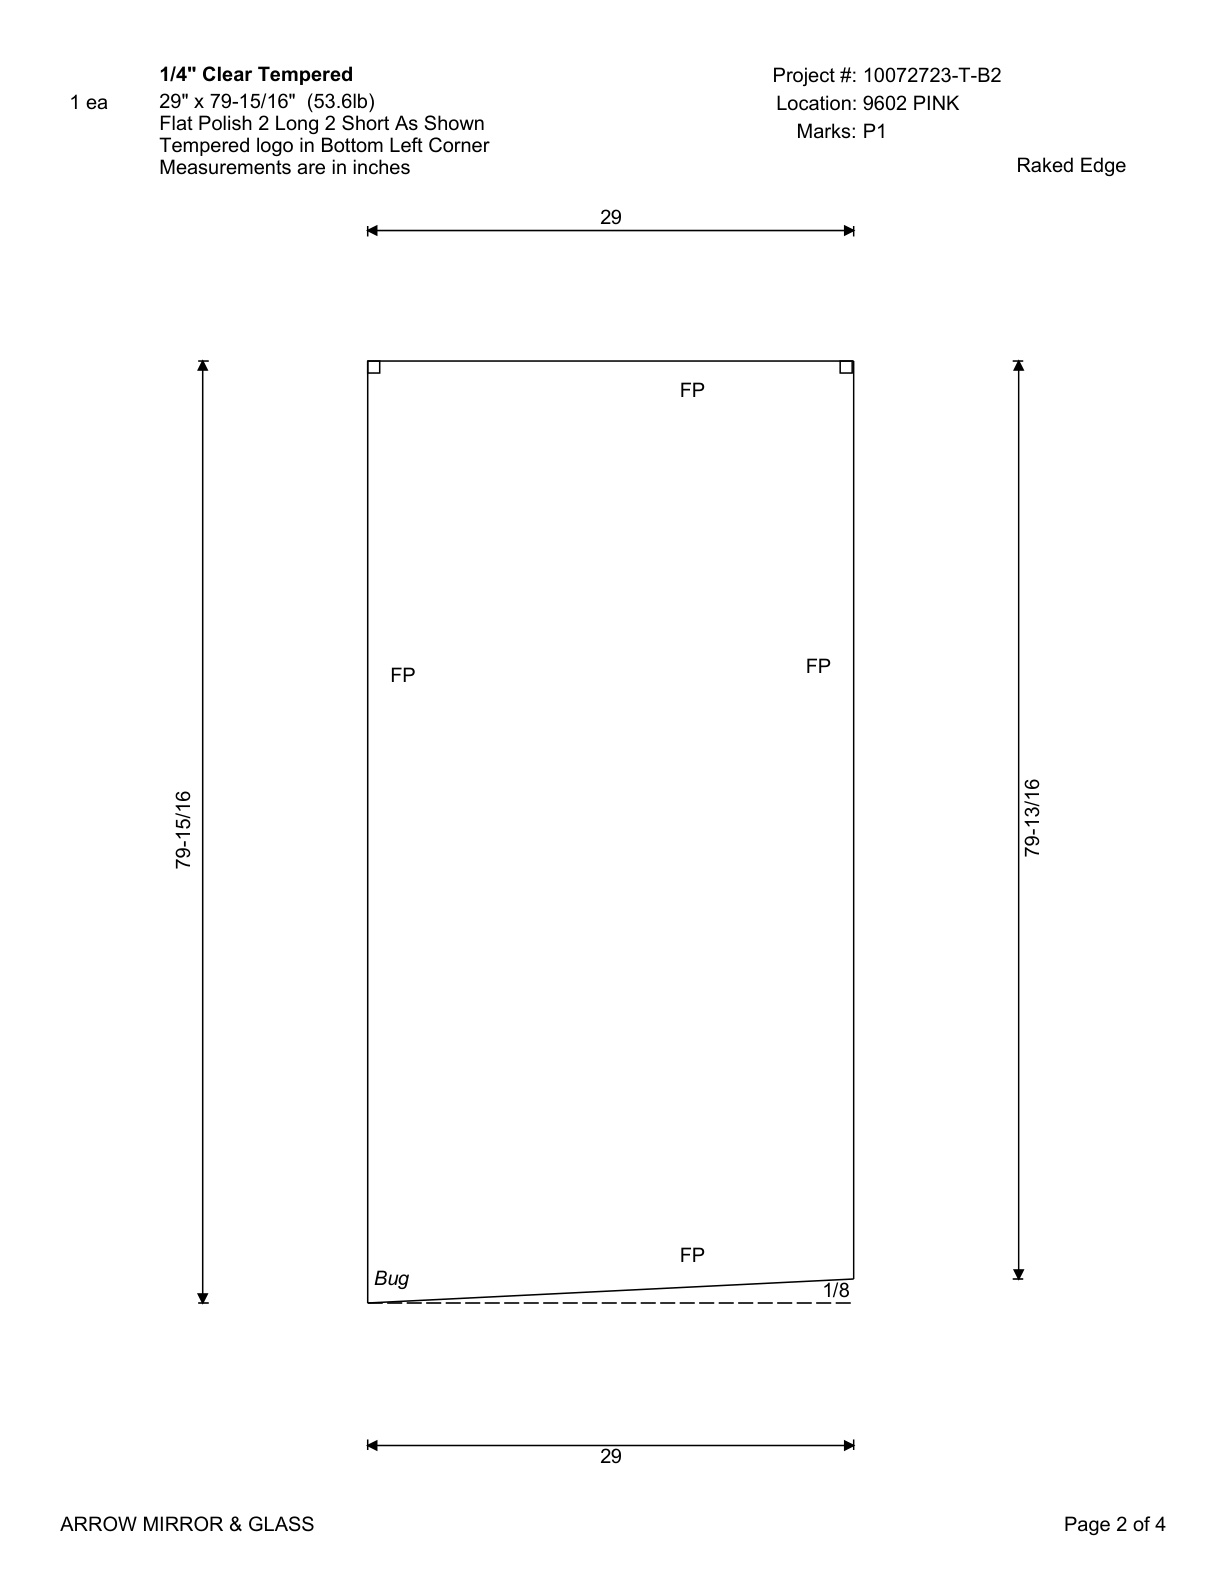 1/4" Clear Tempered
1 ea
29" x 79-15/16" (53.6lb)
Flat Polish 2 Long 2 Short As Shown
Tempered logo in Bottom Left Corner
Measurements are in inches
Project #: 10072723-T-B2
Location: 9602 PINK
Marks: P1
Raked Edge
29
FP
FP
FP
79-15/16
79-13/16
FP
Bug
1/8
29
ARROW MIRROR & GLASS
Page 2 of 4